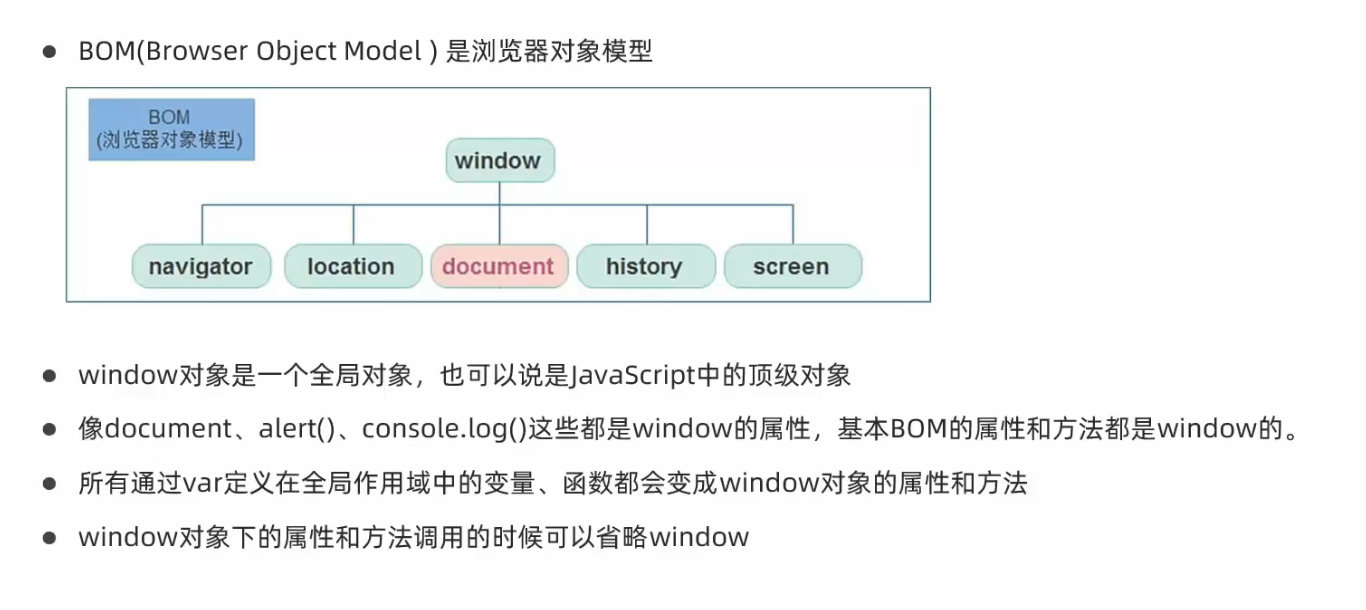 BOM(Browser Object Model ) 是浏览器对象模型
BOM
(浏览器对象模型)
window
navigator
location
document
history
screen
window对象是一个全局对象，也可以说是JavaScript中的顶级对象
像document、alert()、console.log()这些都是window的属性，基本BOM的属性和方法都是window的。
所有通过var定义在全局作用域中的变量、函数都会变成window对象的属性和方法
window对象下的属性和方法调用的时候可以省略window